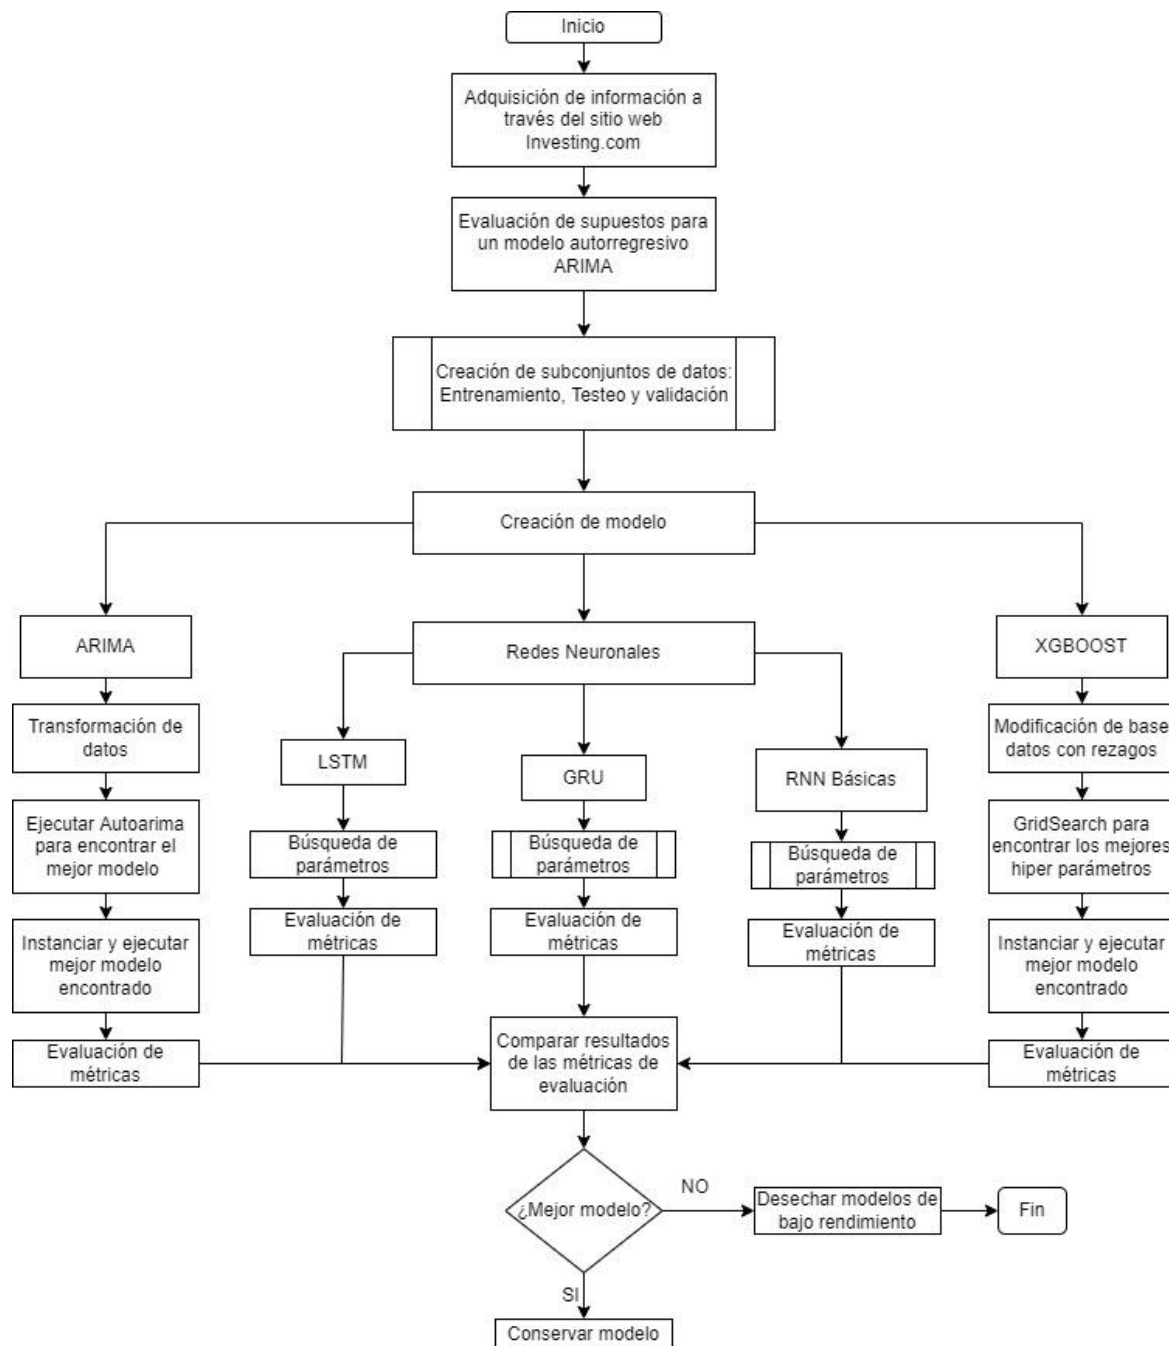 Inicio
Adquisición de información a
través del sitio web
Investing.com
Evaluación de supuestos para
un modelo autorregresivo
ARIMA
Creación de subconjuntos de datos:
Entrenamiento, Testeo y validación
Creación de modelo
ARIMA
Redes Neuronales
XGBOOST
Transformación de
datos
LSTM
GRU
RNN Básicas
Modificación de base
datos con rezagos
Ejecutar Autoarima
para encontrar el
mejor modelo
Búsqueda de
parámetros
Búsqueda de
parámetros
Búsqueda de
parámetros
GridSearch para
encontrar los mejores
hiper parámetros
Instanciar y ejecutar
mejor modelo
encontrado
Evaluación de
métricas
Evaluación de
métricas
Evaluación de
métricas
Instanciar y ejecutar
mejor modelo
encontrado
Evaluación de
métricas
Comparar resultados
de las métricas de
evaluación
Evaluación de
métricas
¿Mejor modelo?
NO
Desechar modelos de
bajo rendimiento
Fin
SI
Conservar modelo